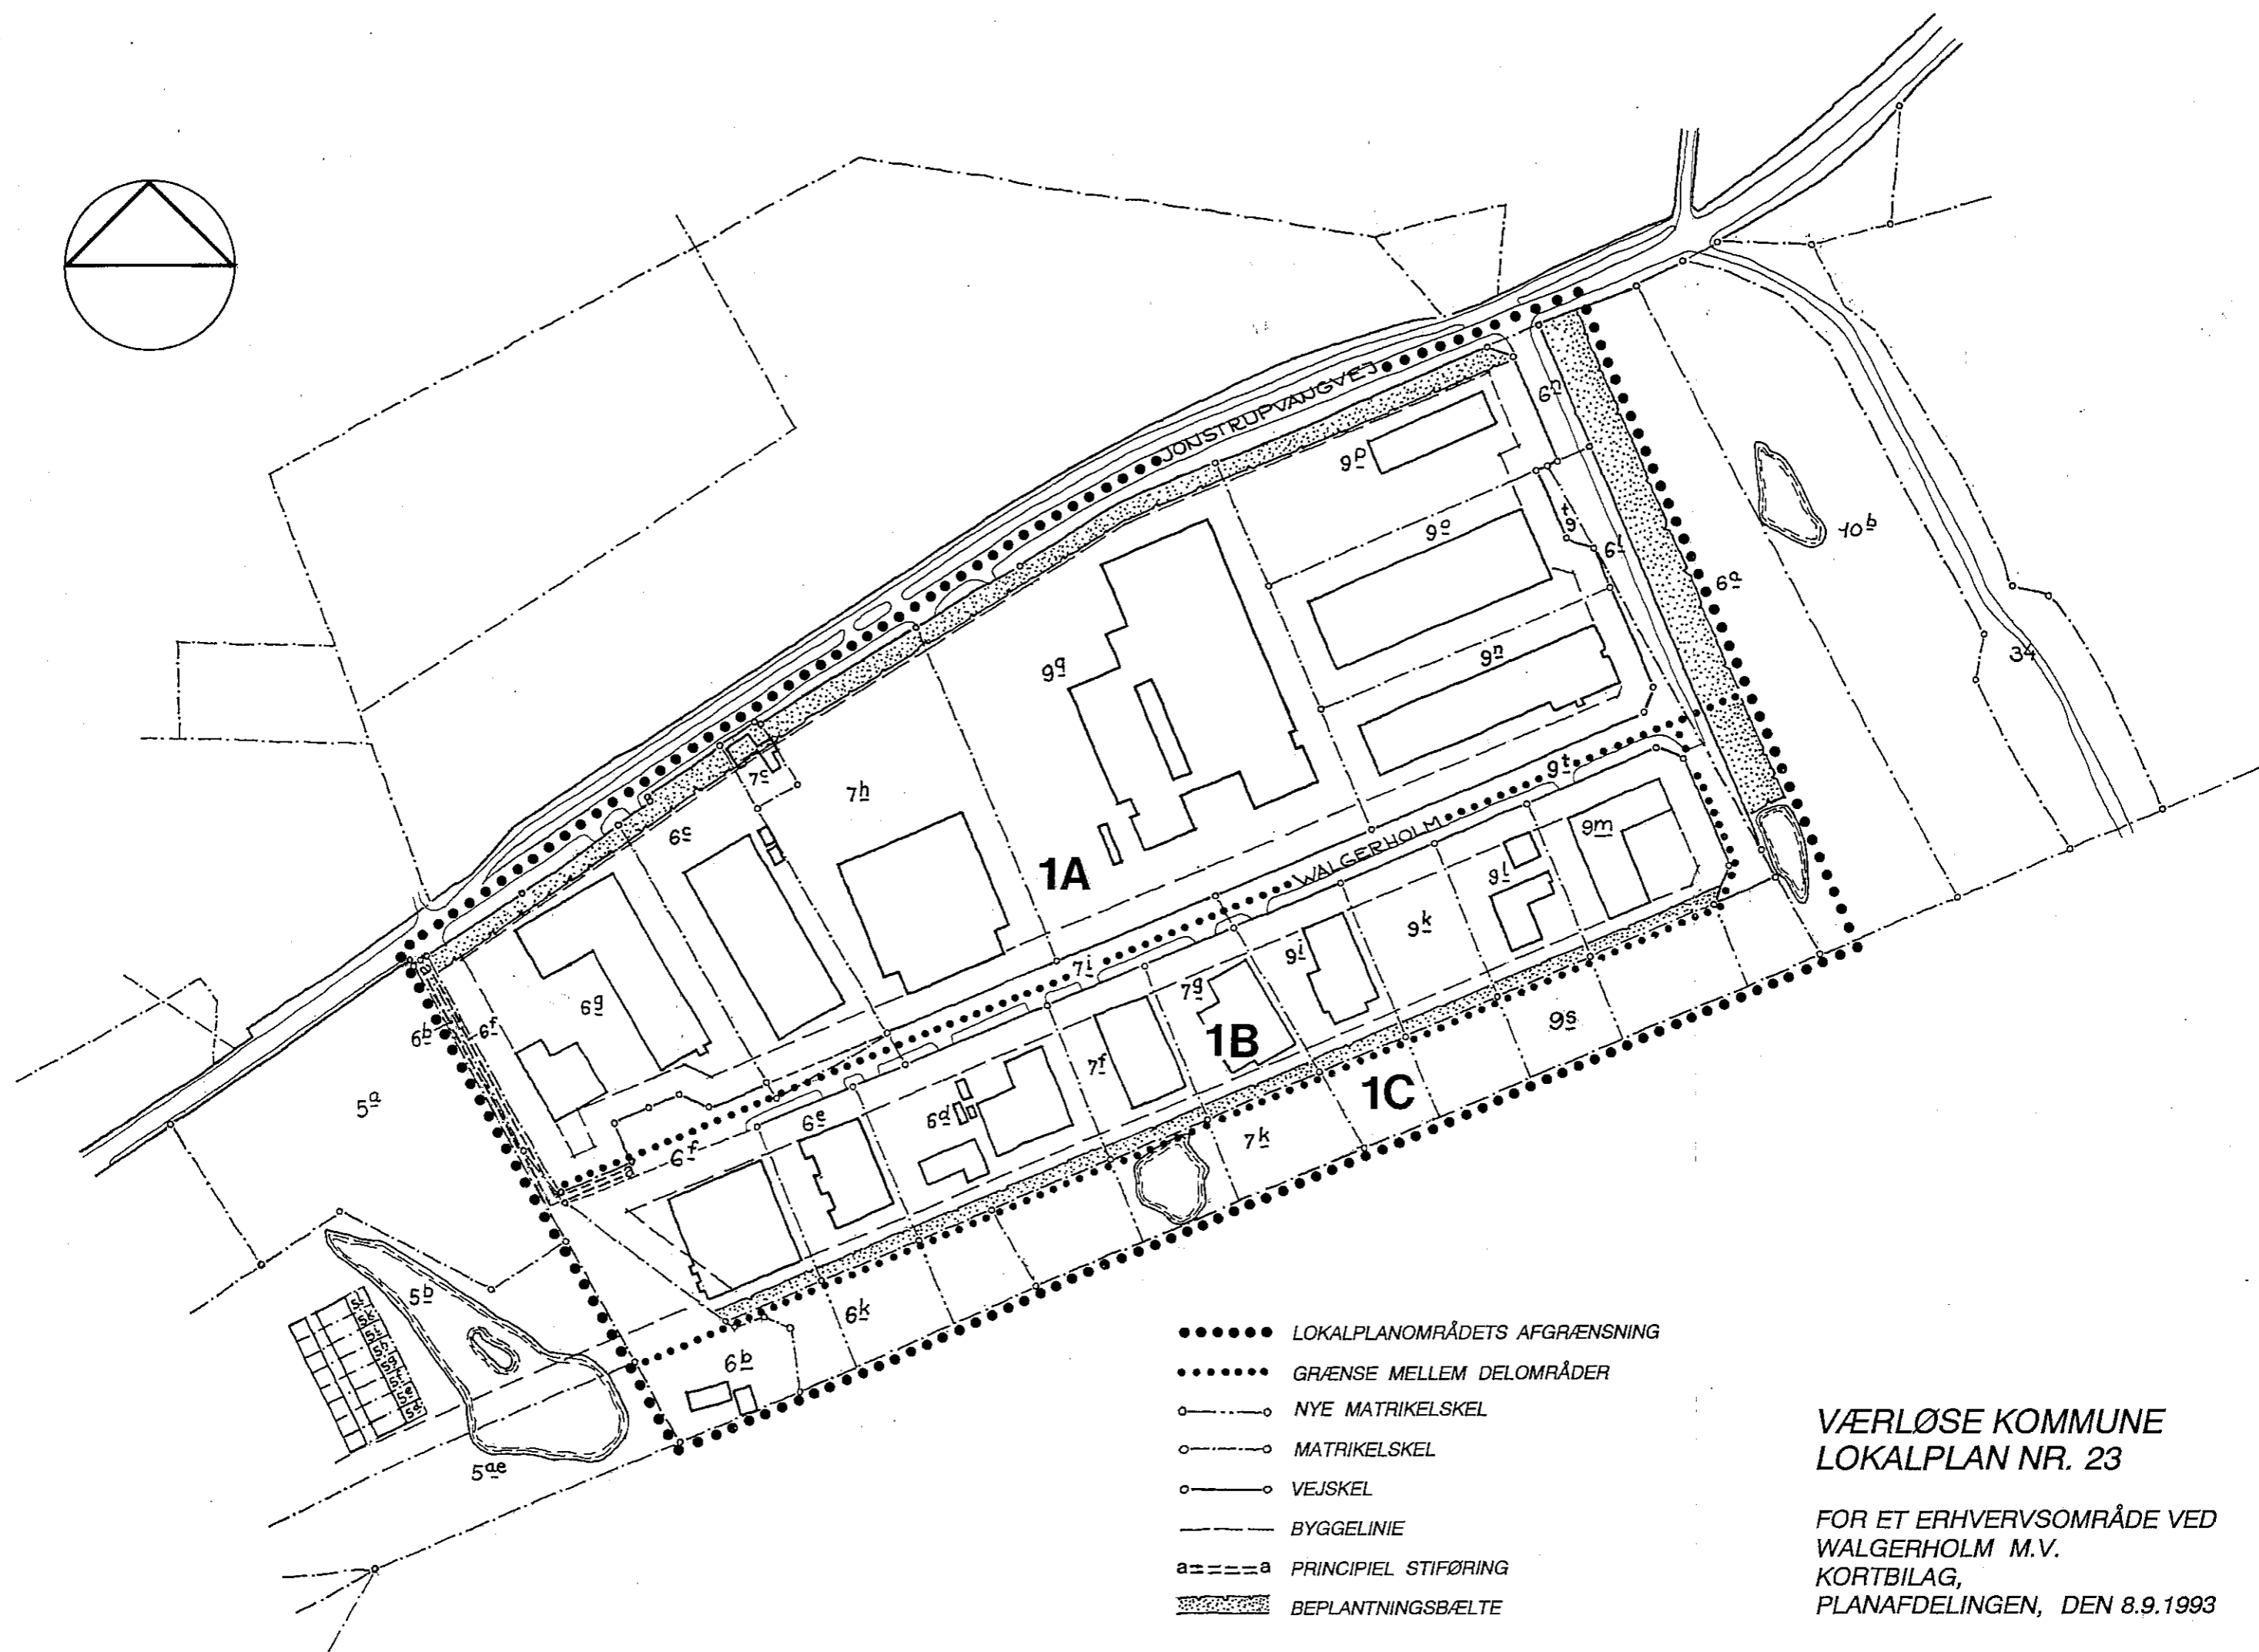 JONSTRUPVANGVEJ
6n
9p
9o
t
9
6l
10b
6a
9n
34
9q
7c
7h
6c
9t
WALGERHOLM
9m
1A
9l
9k
7i
9i
a
6g
6b
6f
7g
9s
1B
7f
1C
5a
6e
6d
7k
6f
a
5b
6k
6b
5ae
LOKALPLANOMRÅDETS AFGRÆNSNING
GRÆNSE MELLEM DELOMRÅDER
NYE MATRIKELSKEL
MATRIKELSKEL
VEJSKEL
BYGGELINIE
a====a PRINCIPIEL STIFØRING
BEPLANTNINGSBÆLTE
VÆRLØSE KOMMUNE
LOKALPLAN NR. 23
FOR ET ERHVERVSOMRÅDE VED
WALGERHOLM M.V.
KORTBILAG,
PLANAFDELINGEN, DEN 8.9.1993